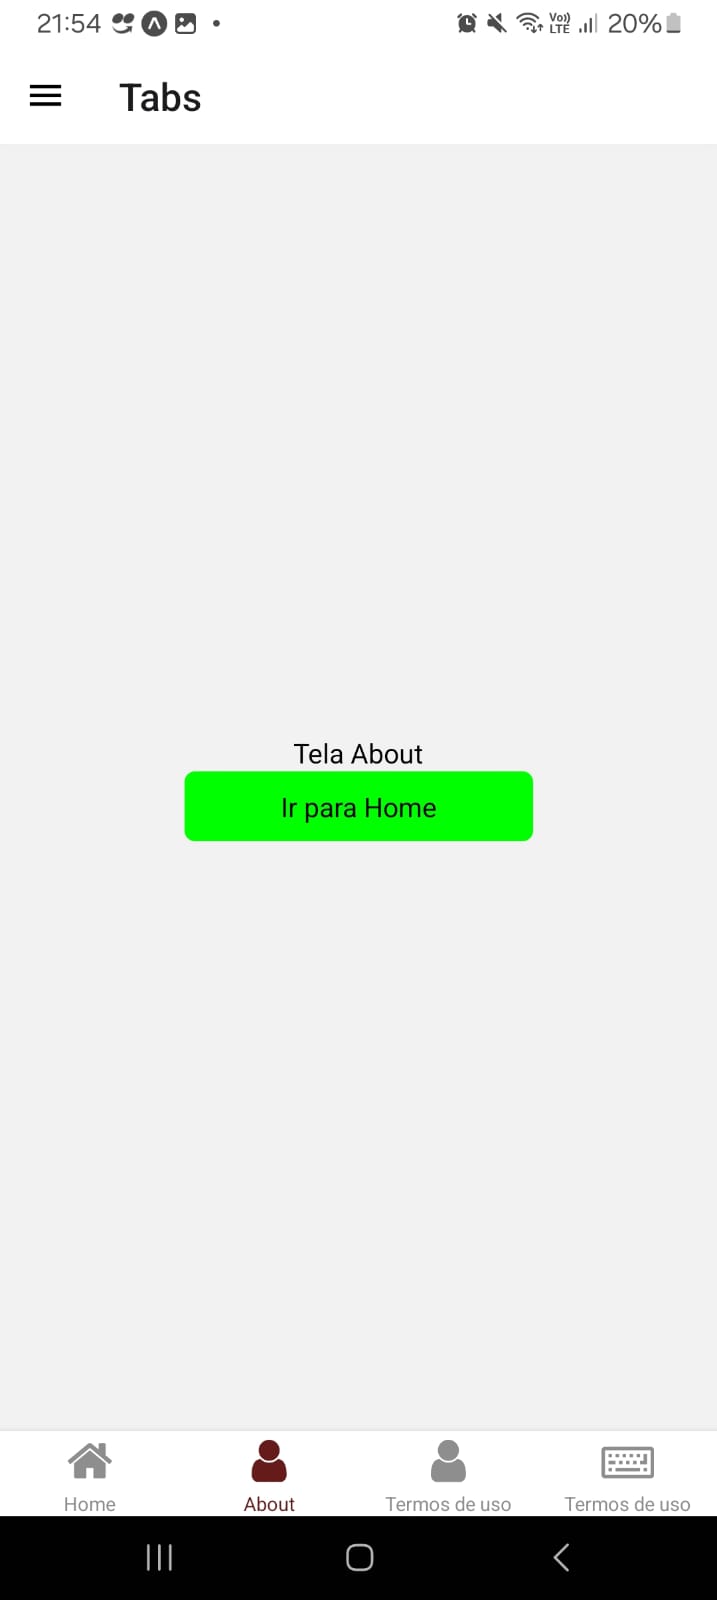 21:54
Vo))
LTE
20%
Tabs
Tela About
Ir para Home
Home
About
Termos de uso
Termos de uso